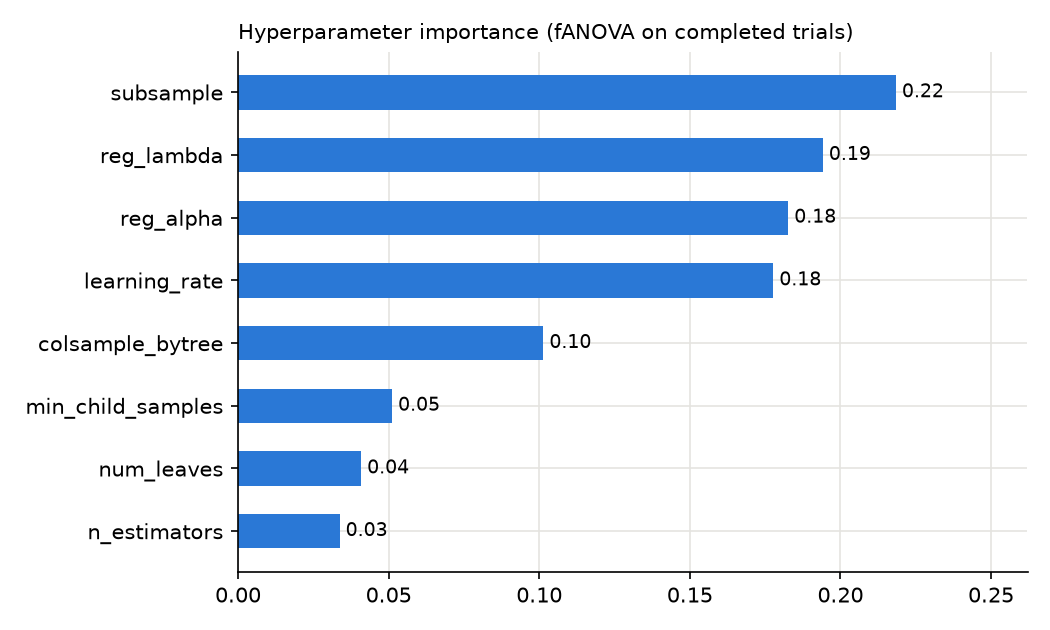 Hyperparameter importance (fANOVA on completed trials)
subsample 0.22
reg_lambda 0.19
reg_alpha 0.18
learning_rate 0.18
colsample_bytree 0.10
min_child_samples 0.05
num_leaves 0.04
n_estimators 0.03
0.00 0.05 0.10 0.15 0.20 0.25